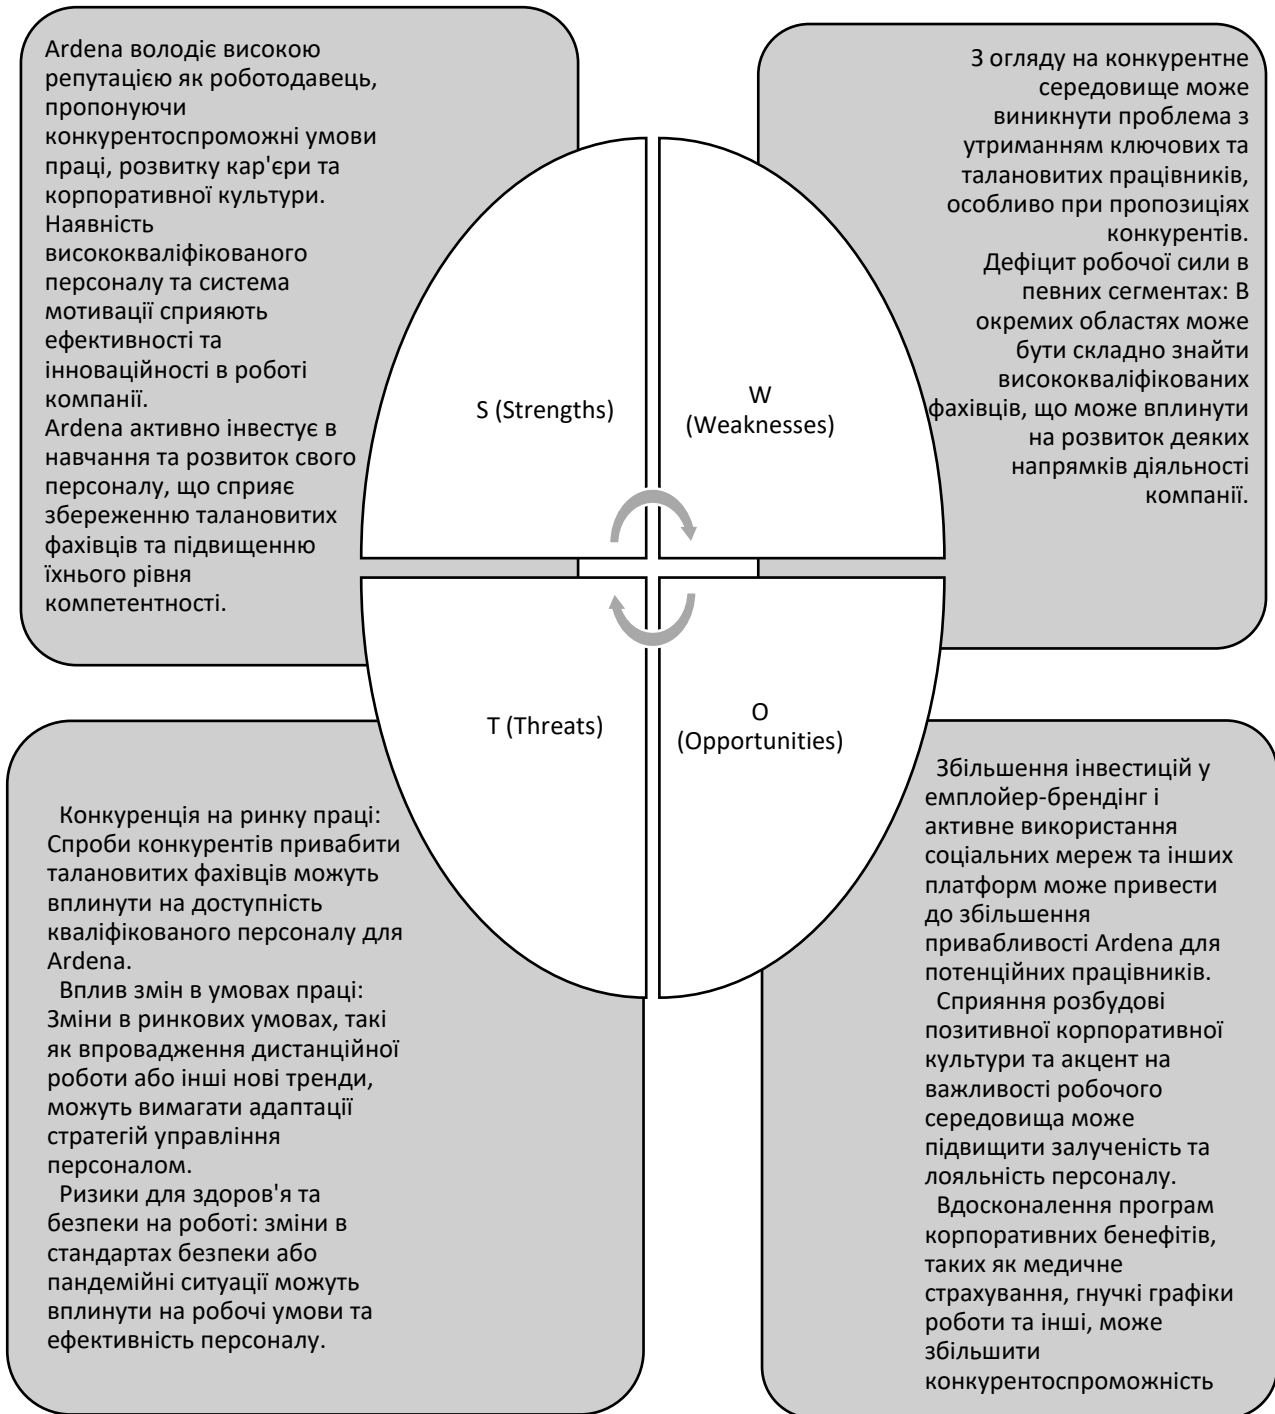 Ardena володіє високою
репутацією як роботодавець,
пропонуючи
конкурентоспроможні умови
праці, розвитку кар'єри та
корпоративної культури.
Наявність
висококваліфікованого
персоналу та система
мотивації сприяють
ефективності та
інноваційності в роботі
компанії.
Ardena активно інвестує в
навчання та розвиток свого
персоналу, що сприяє
збереженню талановитих
фахівців та підвищенню
їхнього рівня
компетентності.
З огляду на конкурентне
середовище може
виникнути проблема з
утриманням ключових та
талановитих працівників,
особливо при пропозиціях
конкурентів.
Дефіцит робочої сили в
певних сегментах: В
окремих областях може
бути складно знайти
висококваліфікованих
фахівців, що може вплинути
на розвиток деяких
напрямків діяльності
компанії.
S (Strengths)
W
(Weaknesses)
T (Threats)
O
(Opportunities)
Конкуренція на ринку праці:
Спроби конкурентів привабити
талановитих фахівців можуть
вплинути на доступність
кваліфікованого персоналу для
Ardena.
Вплив змін в умовах праці:
Зміни в ринкових умовах, такі
як впровадження дистанційної
роботи або інші нові тренди,
можуть вимагати адаптації
стратегій управління
персоналом.
Ризики для здоров'я та
безпеки на роботі: зміни в
стандартах безпеки або
пандемійні ситуації можуть
вплинути на робочі умови та
ефективність персоналу.
Збільшення інвестицій у
емплойер-брендінг і
активне використання
соціальних мереж та інших
платформ може привести
до збільшення
привабливості Ardena для
потенційних працівників.
Сприяння розбудові
позитивної корпоративної
культури та акцент на
важливості робочого
середовища може
підвищити залученість та
лояльність персоналу.
Вдосконалення програм
корпоративних бенефітів,
таких як медичне
страхування, гнучкі графіки
роботи та інші, може
збільшити
конкурентоспроможність